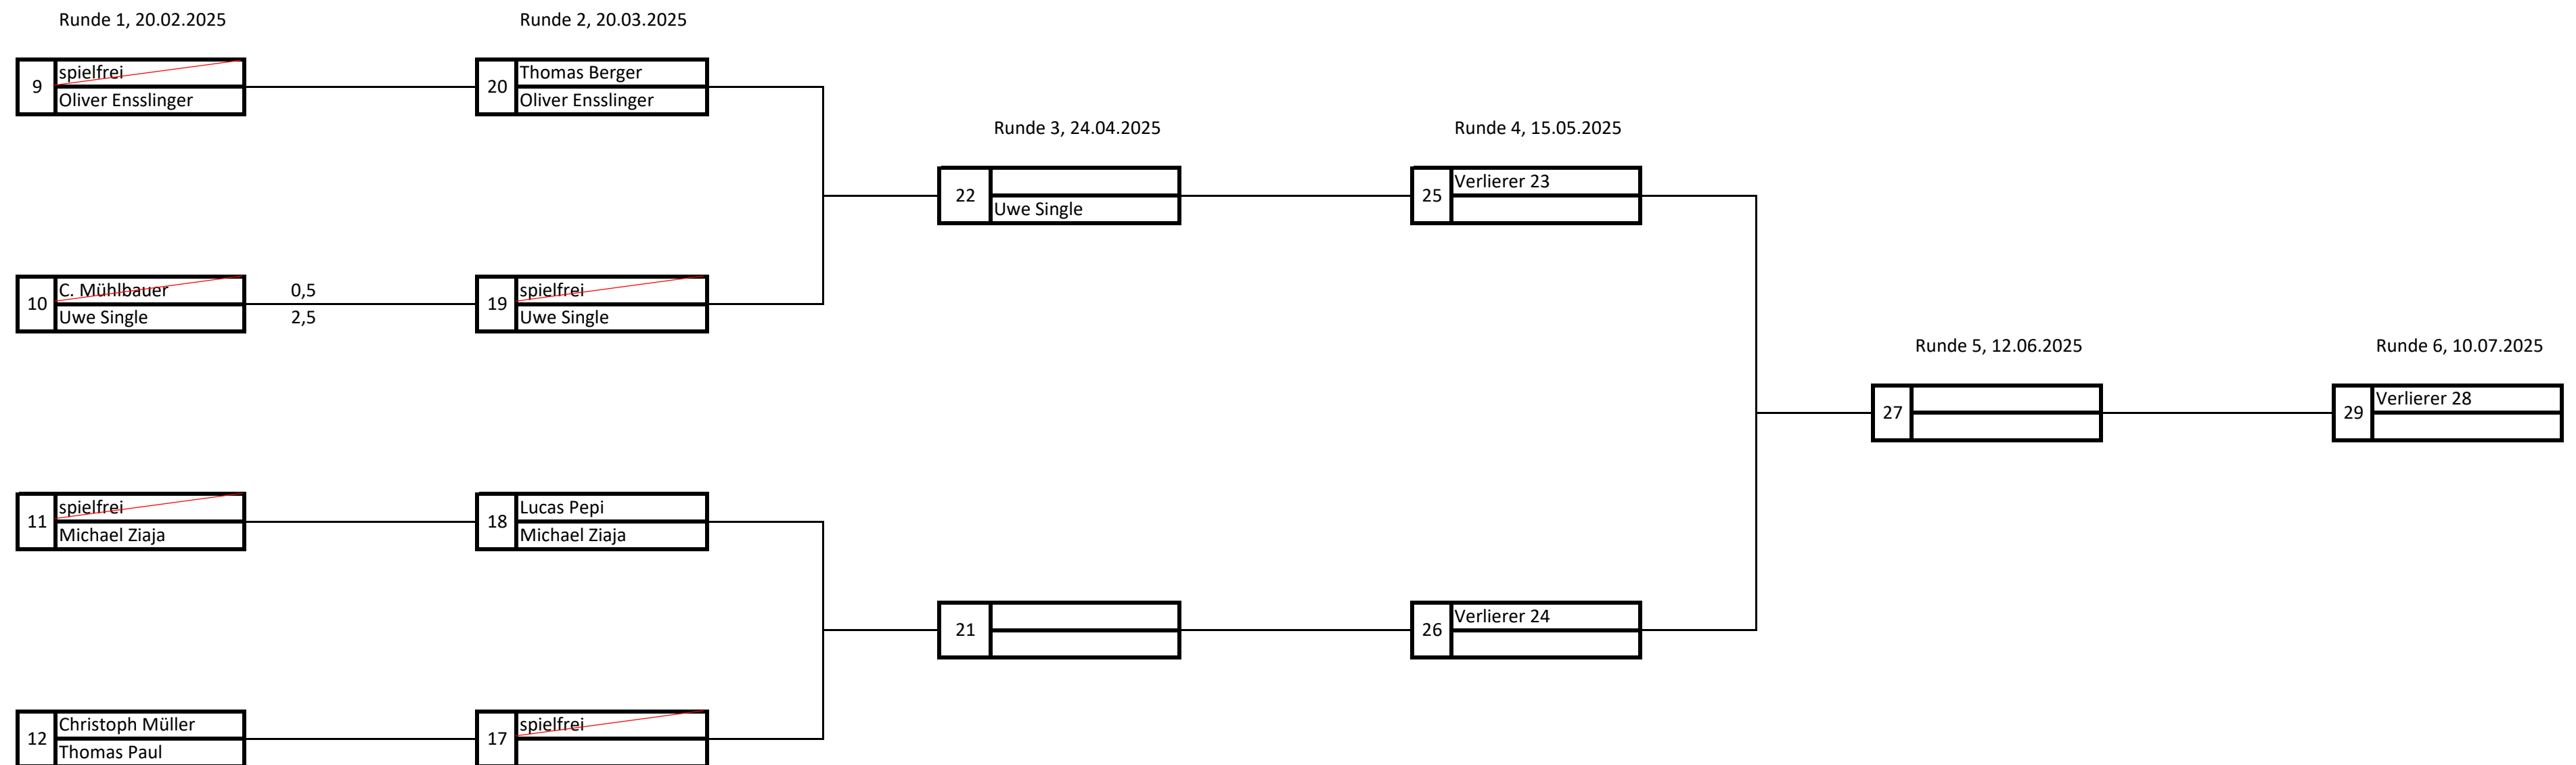 Runde 1, 20.02.2025
Runde 2, 20.03.2025
9
spielfrei
Oliver Ensslinger
20
Thomas Berger
Oliver Ensslinger
Runde 3, 24.04.2025
Runde 4, 15.05.2025
22
Uwe Single
25
Verlierer 23
10
C. Mühlbauer
Uwe Single
0,5
2,5
19
spielfrei
Uwe Single
Runde 5, 12.06.2025
Runde 6, 10.07.2025
27
29
Verlierer 28
11
spielfrei
Michael Ziaja
18
Lucas Pepi
Michael Ziaja
21
26
Verlierer 24
12
Christoph Müller
Thomas Paul
17
spielfrei